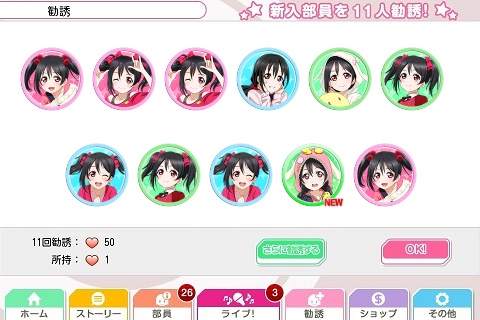 勧誘
新入部員を11人勧誘!
NEW
11回勧誘： 50
所持： 1
さらに勧誘する
OK!
26
3
ホーム
ストーリー
部員
ライブ!
勧誘
ショップ
その他